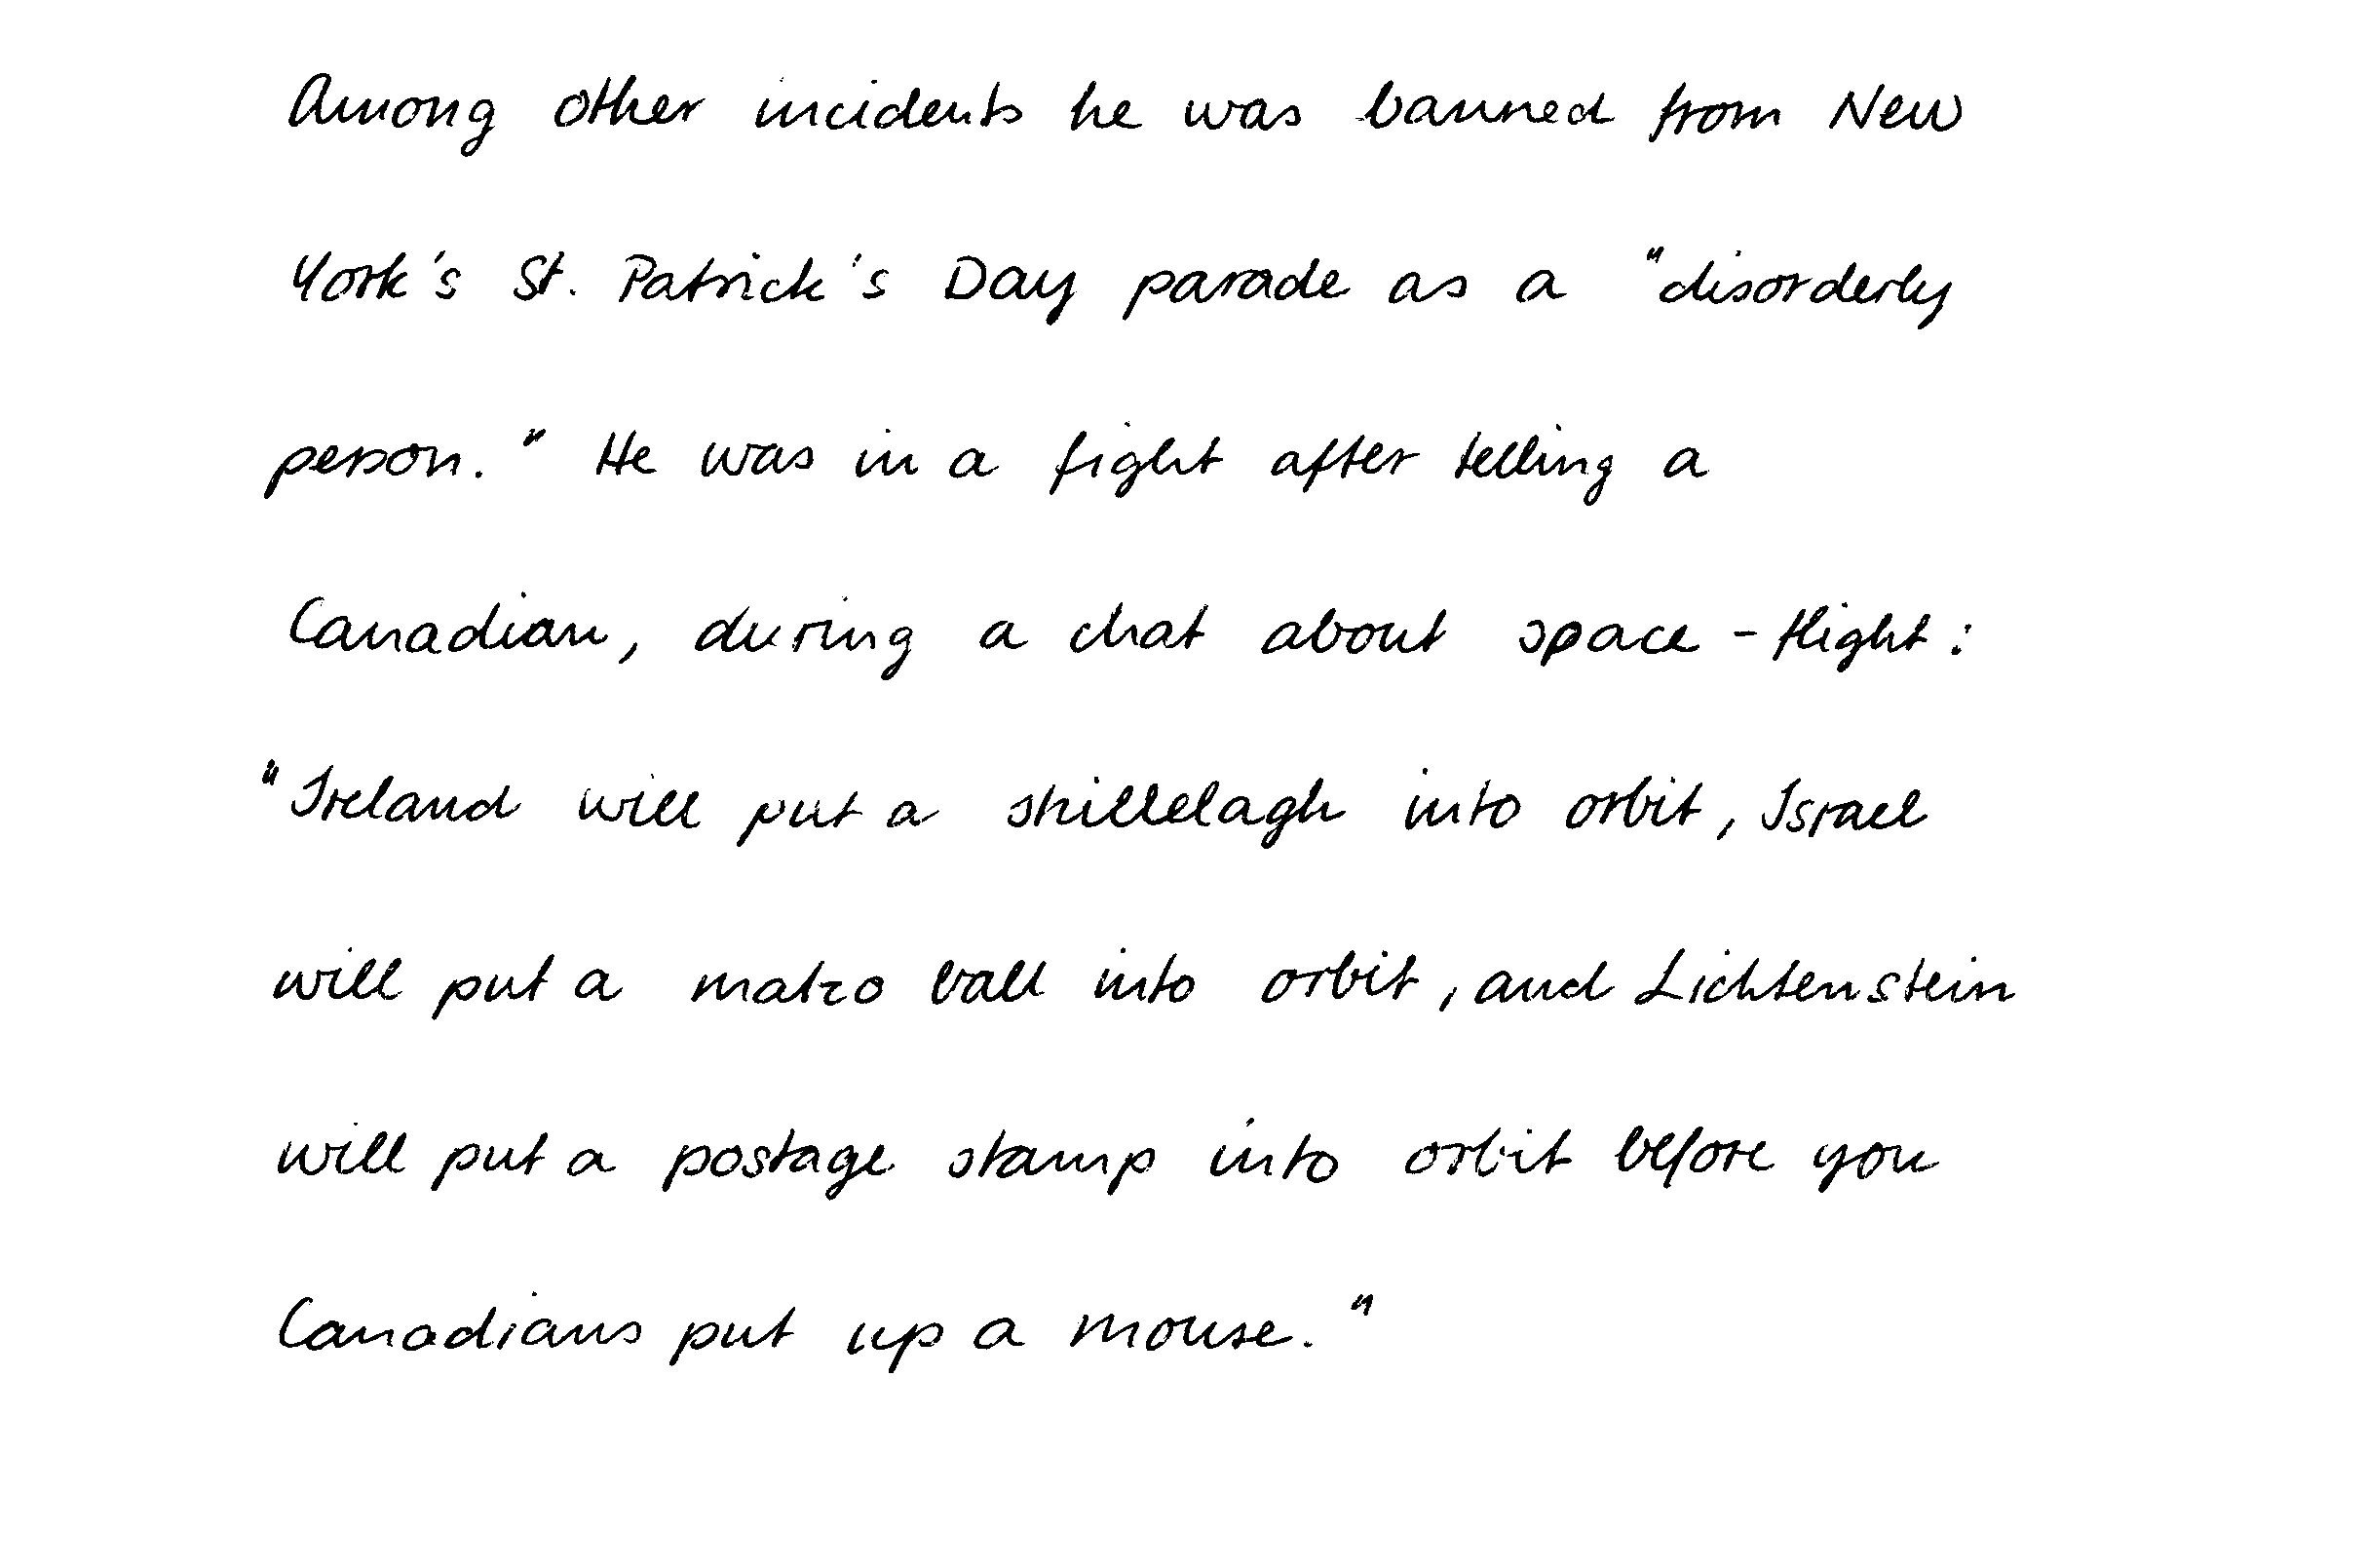 Among other incidents he was banned from New
York's St. Patrick's Day parade as a "disorderly
person." He was in a fight after telling a
Canadian, during a chat about space-flight:
"Ireland will put a shillelagh into orbit, Israel
will put a matzo ball into orbit, and Lichtenstein
will put a postage stamp into orbit before you
Canadians put up a mouse."